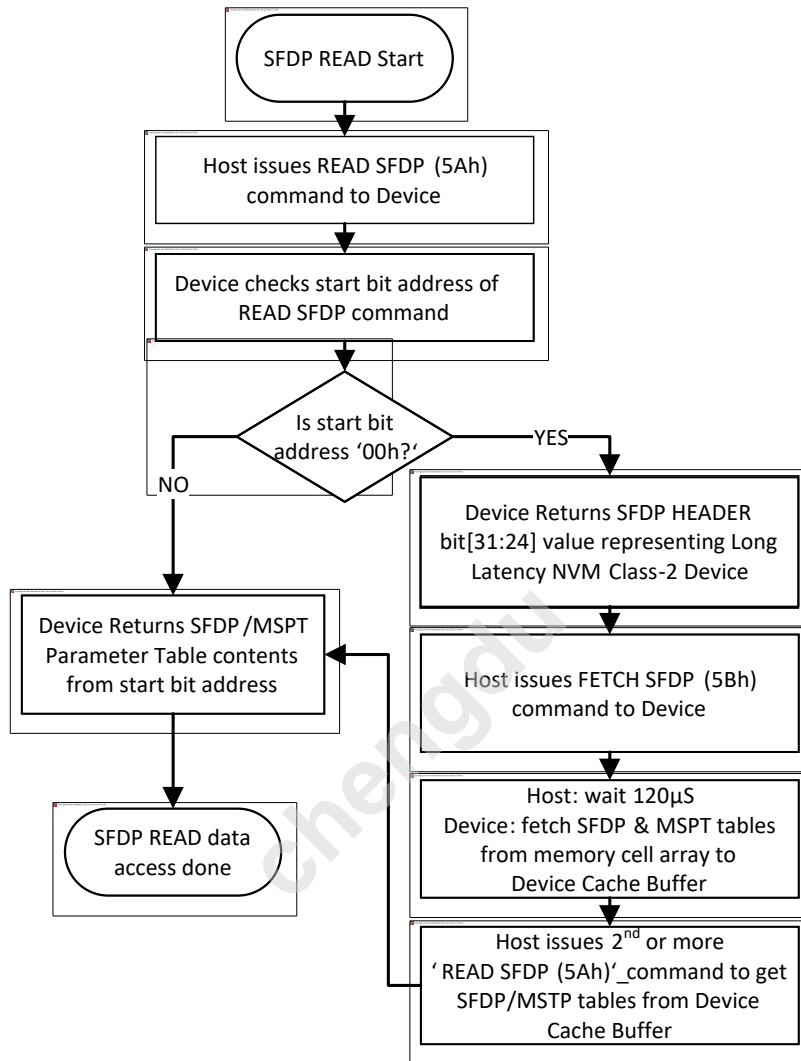 SFDP READ Start
Host issues READ SFDP (5Ah)
command to Device
Device checks start bit address of
READ SFDP command
Is start bit
address ‘00h?‘
YES
NO
Device Returns SFDP HEADER
bit[31:24] value representing Long
Latency NVM Class-2 Device
Device Returns SFDP/MSPT
Parameter Table contents
from start bit address
Host issues FETCH SFDP (5Bh)
command to Device
Host: wait 120µS
Device: fetch SFDP & MSPT tables
from memory cell array to
Device Cache Buffer
SFDP READ data
access done
Host issues 2nd or more
‘ READ SFDP (5Ah)‘_command to get
SFDP/MSTP tables from Device
Cache Buffer
chengdu